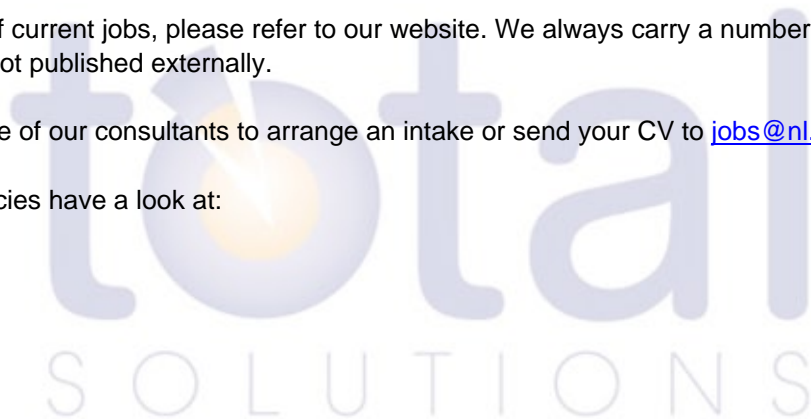 f current jobs, please refer to our website. We always carry a number
ot published externally.
e of our consultants to arrange an intake or send your CV to jobs@nl.
cies have a look at:
total
SOLUTIONS